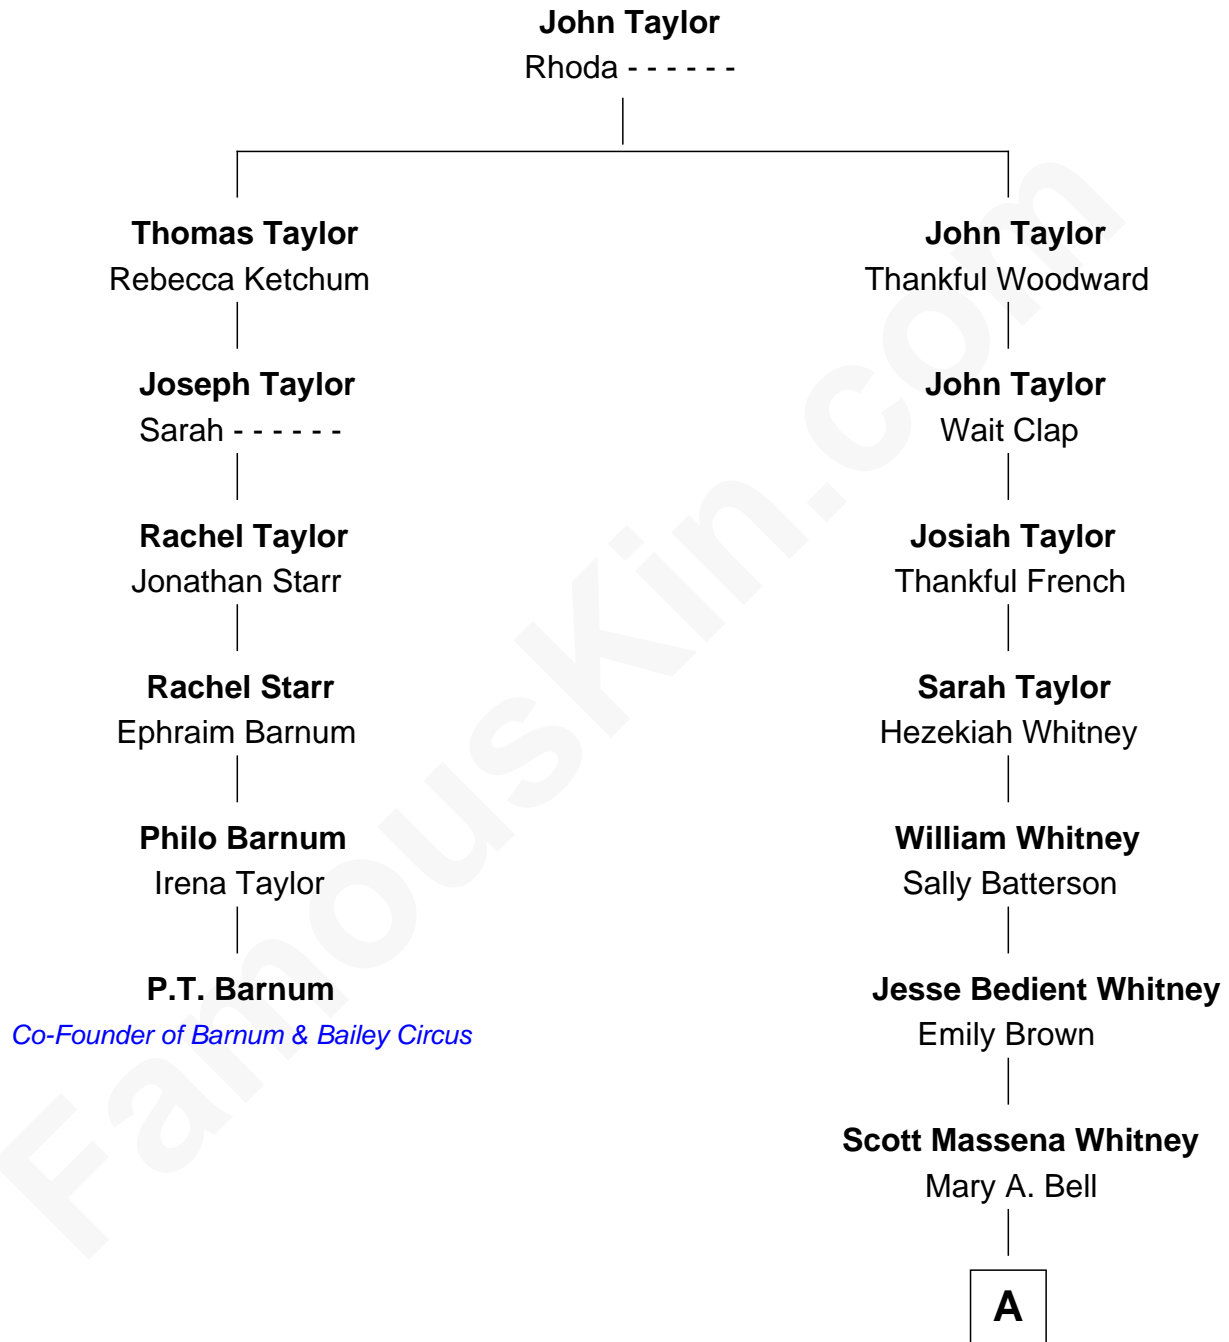 John Taylor
Rhoda - - - - - -
Thomas Taylor
Rebecca Ketchum
Joseph Taylor
Sarah - - - - - -
Rachel Taylor
Jonathan Starr
Rachel Starr
Ephraim Barnum
Philo Barnum
Irena Taylor
P.T. Barnum
Co-Founder of Barnum & Bailey Circus
John Taylor
Thankful Woodward
John Taylor
Wait Clap
Josiah Taylor
Thankful French
Sarah Taylor
Hezekiah Whitney
William Whitney
Sally Batterson
Jesse Bedient Whitney
Emily Brown
Scott Massena Whitney
Mary A. Bell
A
FamousKin.com